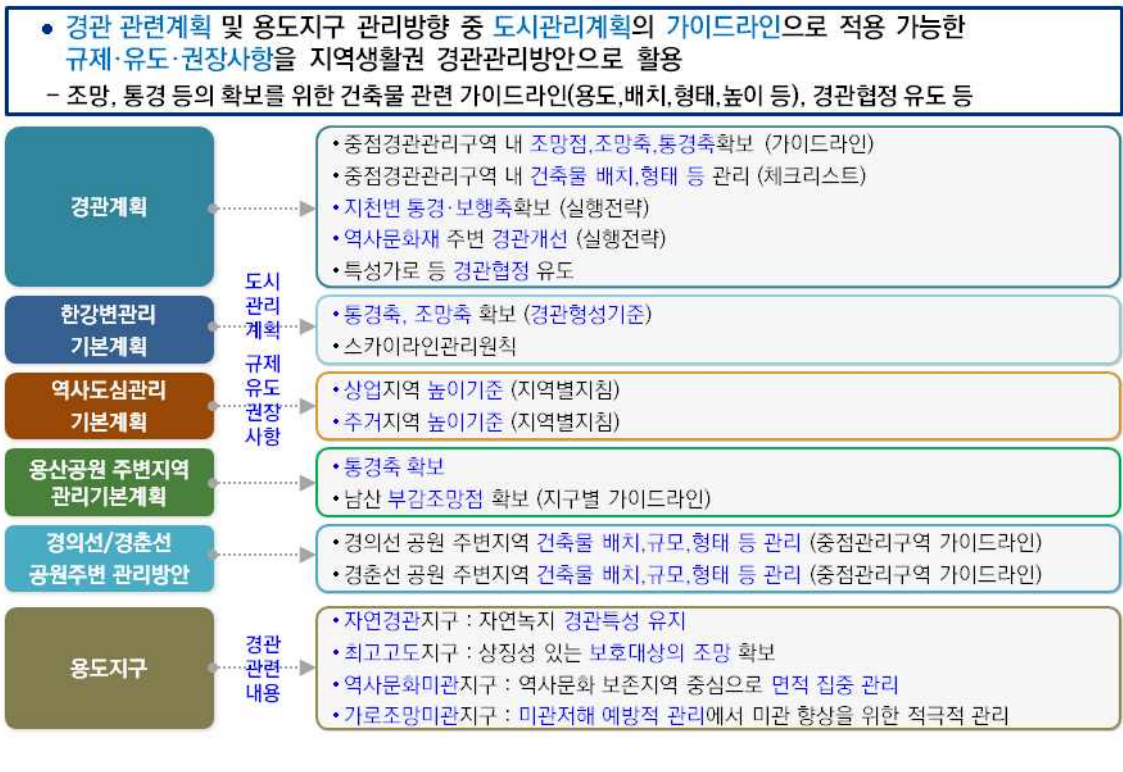 • 경관 관련계획 및 용도지구 관리방향 중 도시관리계획의 가이드라인으로 적용 가능한
규제·유도·권장사항을 지역생활권 경관관리방안으로 활용
– 조망, 통경 등의 확보를 위한 건축물 관련 가이드라인(용도,배치,형태,높이 등), 경관협정 유도 등
경관계획
•중점경관관리구역 내 조망점,조망축,통경축확보 (가이드라인)
•중점경관관리구역 내 건축물 배치,형태 등 관리 (체크리스트)
•지천변 통경·보행축확보 (실행전략)
•역사문화재 주변 경관개선 (실행전략)
•특성가로 등 경관협정 유도
도시
관리
계획
규제
유도
권장
사항
한강변관리
기본계획
•통경축, 조망축 확보 (경관형성기준)
•스카이라인관리원칙
역사도심관리
기본계획
•상업지역 높이기준 (지역별지침)
•주거지역 높이기준 (지역별지침)
용산공원 주변지역
관리기본계획
•통경축 확보
•남산 부감조망점 확보 (지구별 가이드라인)
경의선/경춘선
공원주변 관리방안
•경의선 공원 주변지역 건축물 배치,규모,형태 등 관리 (중점관리구역 가이드라인)
•경춘선 공원 주변지역 건축물 배치,규모,형태 등 관리 (중점관리구역 가이드라인)
용도지구
경관
관련
내용
•자연경관지구 : 자연녹지 경관특성 유지
•최고고도지구 : 상징성 있는 보호대상의 조망 확보
•역사문화미관지구 : 역사문화 보존지역 중심으로 면적 집중 관리
•가로조망미관지구 : 미관저해 예방적 관리에서 미관 향상을 위한 적극적 관리